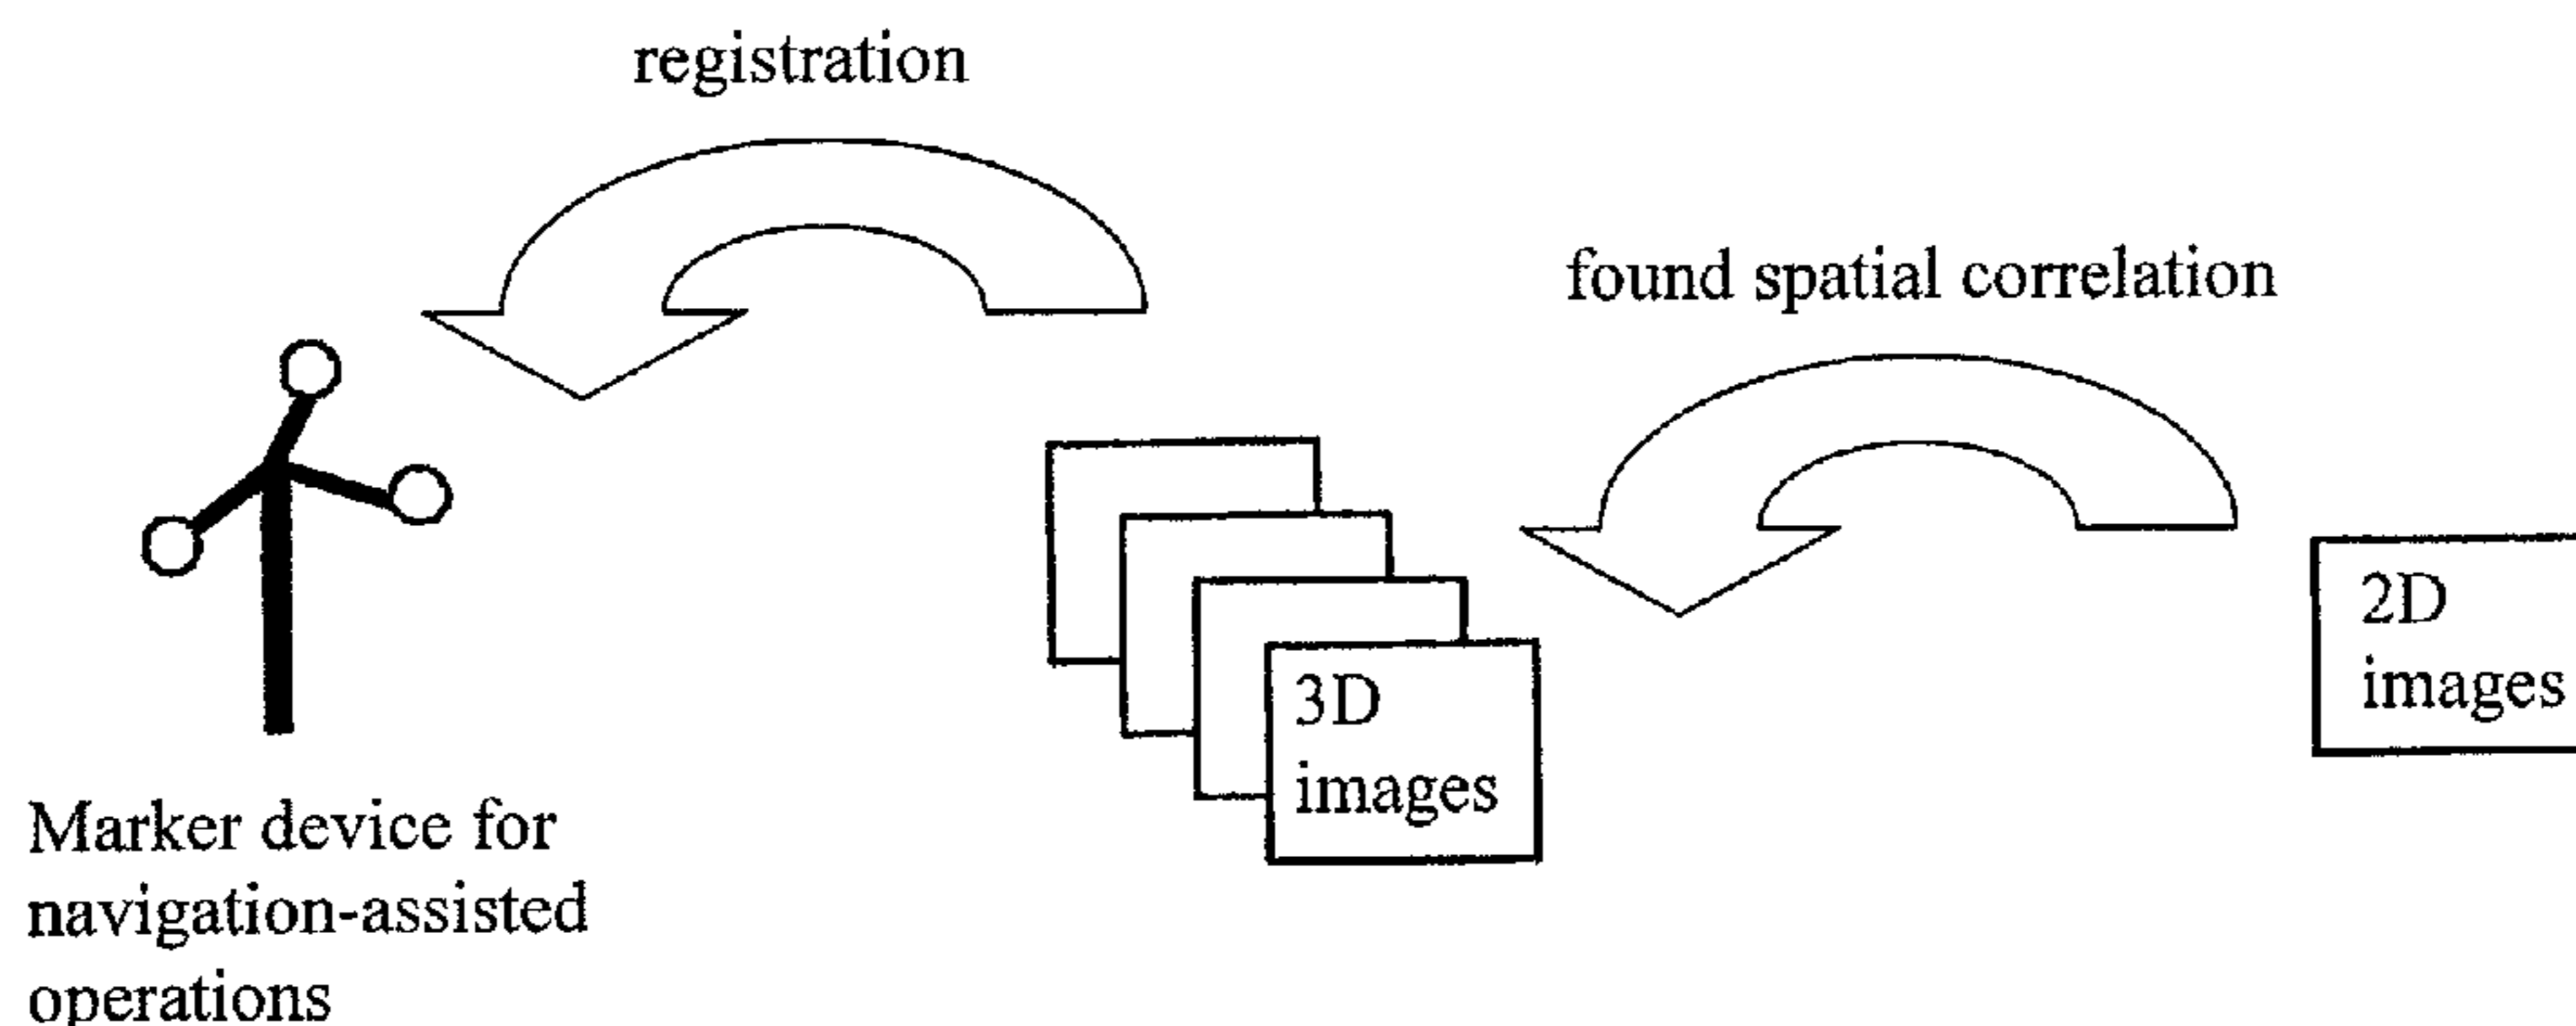 registration
found spatial correlation
2D
images
3D
images
Marker device for
navigation-assisted
operations